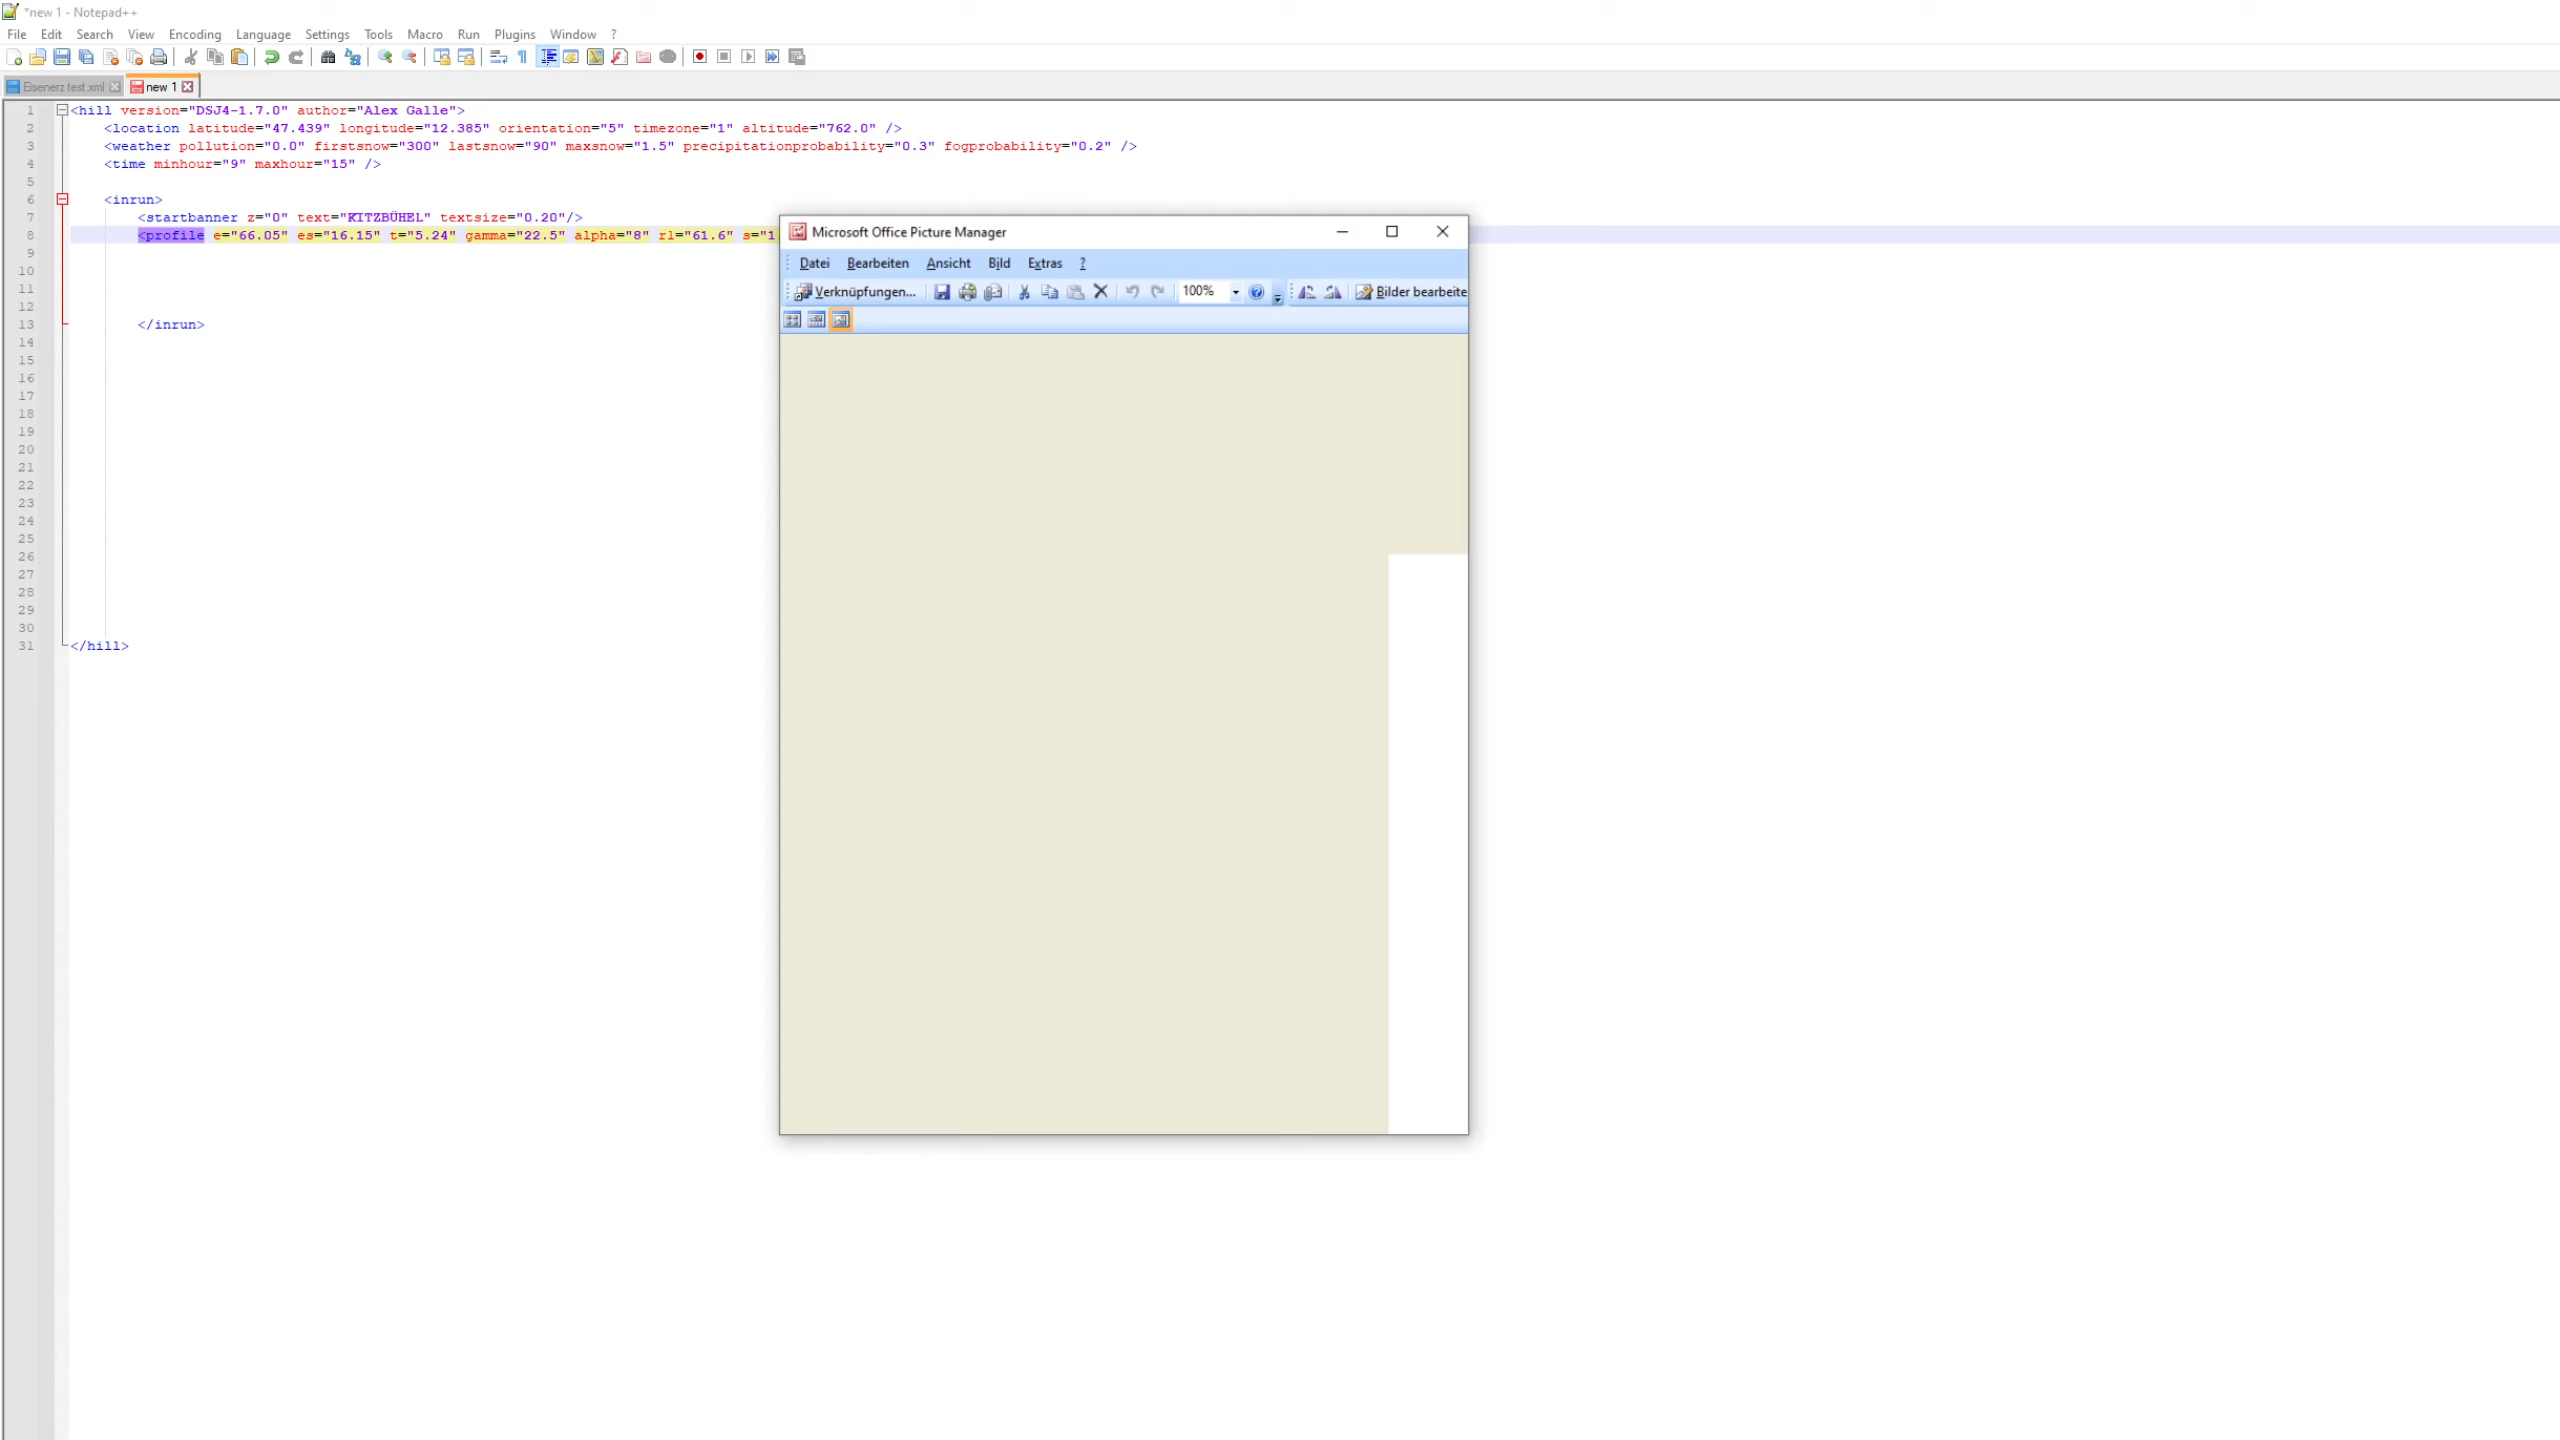 *new 1 - Notepad++
File Edit Search View Encoding Language Settings Tools Macro Run Plugins Window ?
Eisenerz test.xml new 1
1 <hill version="DSJ4-1.7.0" author="Alex Galle">
2 <location latitude="47.439" longitude="12.385" orientation="5" timezone="1" altitude="762.0" />
3 <weather pollution="0.0" firstsnow="300" lastsnow="90" maxsnow="1.5" precipitationprobability="0.3" fogprobability="0.2" />
4 <time minhour="9" maxhour="15" />
5
6 <inrun>
7 <startbanner z="0" text="KITZBÜHEL" textsize="0.20"/>
8 <profile e="66.05" es="16.15" t="5.24" gamma="22.5" alpha="8" r1="61.6" s="1
9
10
11
12
13 </inrun>
14
15
16
17
18
19
20
21
22
23
24
25
26
27
28
29
30
31 </hill>
Microsoft Office Picture Manager
Datei Bearbeiten Ansicht Bild Extras ?
Verknüpfungen... 100% Bilder bearbeite